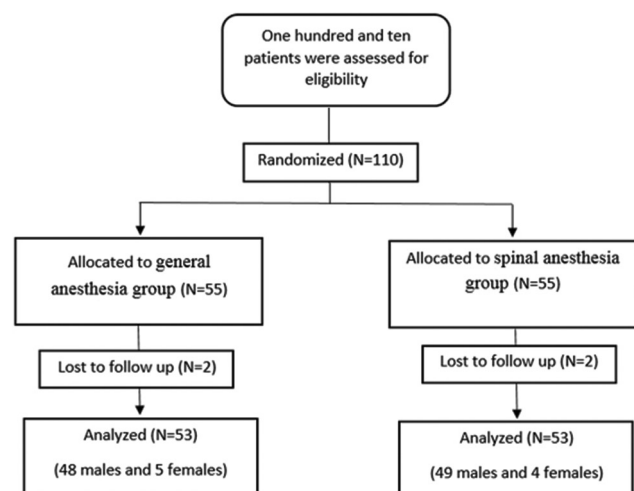 One hundred and ten
patients were assessed for
eligibility
Randomized (N=110)
Allocated to general
anesthesia group (N=55)
Allocated to spinal anesthesia
group (N=55)
Lost to follow up (N=2)
Lost to follow up (N=2)
Analyzed (N=53)
(48 males and 5 females)
Analyzed (N=53)
(49 males and 4 females)